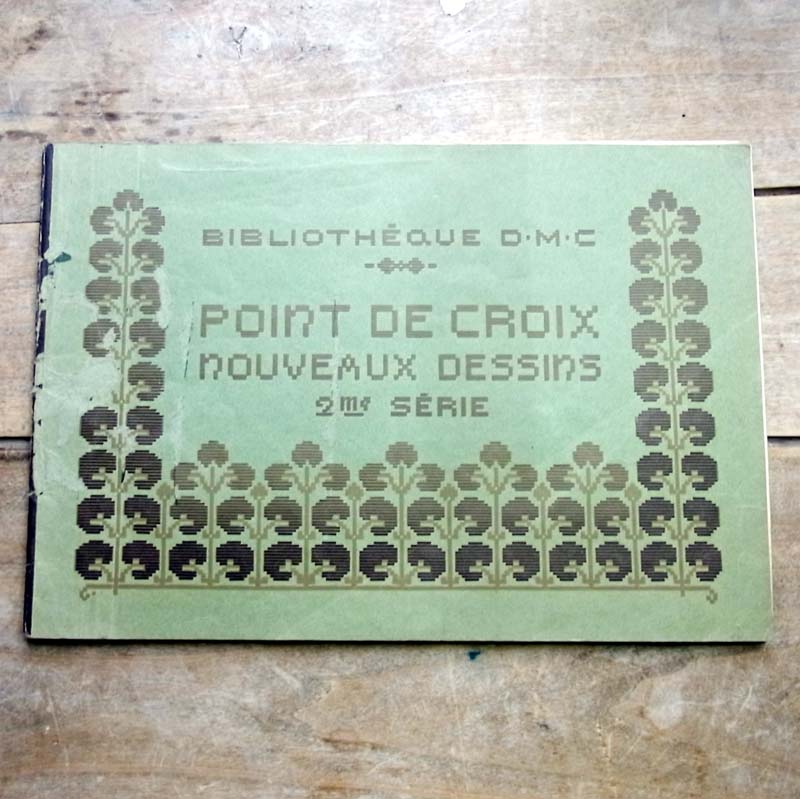 BIBLIOTHÈQUE D·M·C
POINT DE CROIX
NOUVEAUX DESSINS
2me SÉRIE